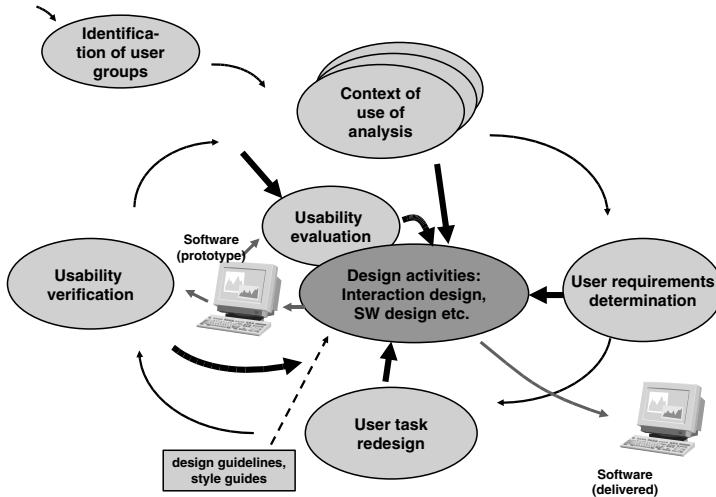 Identifica-
tion of user
groups
Context of
use of
analysis
Usability
evaluation
Software
(prototype)
Usability
verification
Design activities:
Interaction design,
SW design etc.
User requirements
determination
User task
redesign
design guidelines,
style guides
Software
(delivered)